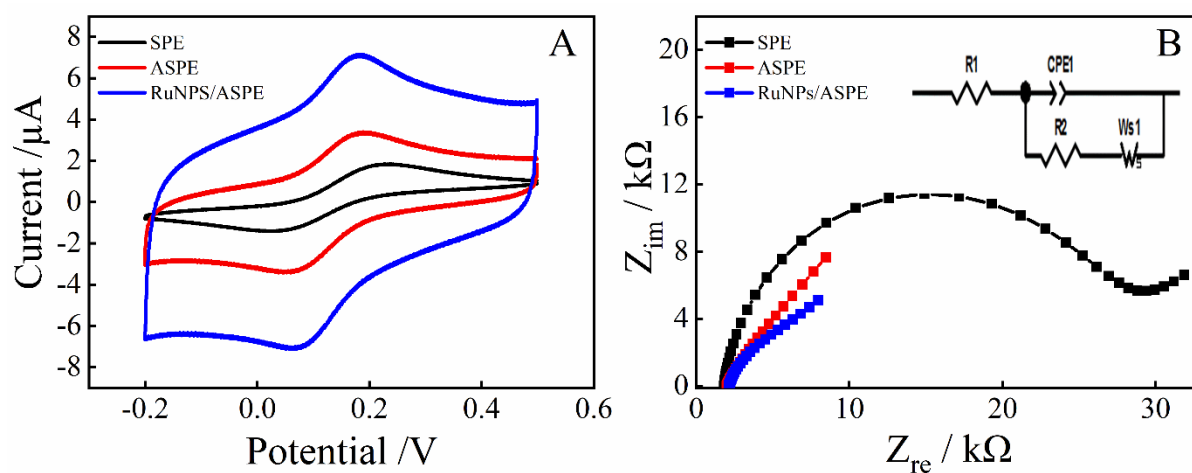 A
SPE
ASPE
RuNPS/ASPE
8
6
4
2
0
-2
-4
-6
-8
Current /μA
-0.2
0.0
0.2
0.4
0.6
Potential /V
B
SPE
ASPE
RuNPs/ASPE
R1
CPE1
R2
Ws1
s
20
16
12
8
4
0
Zim/ kΩ
0
10
20
30
Zre / kΩ